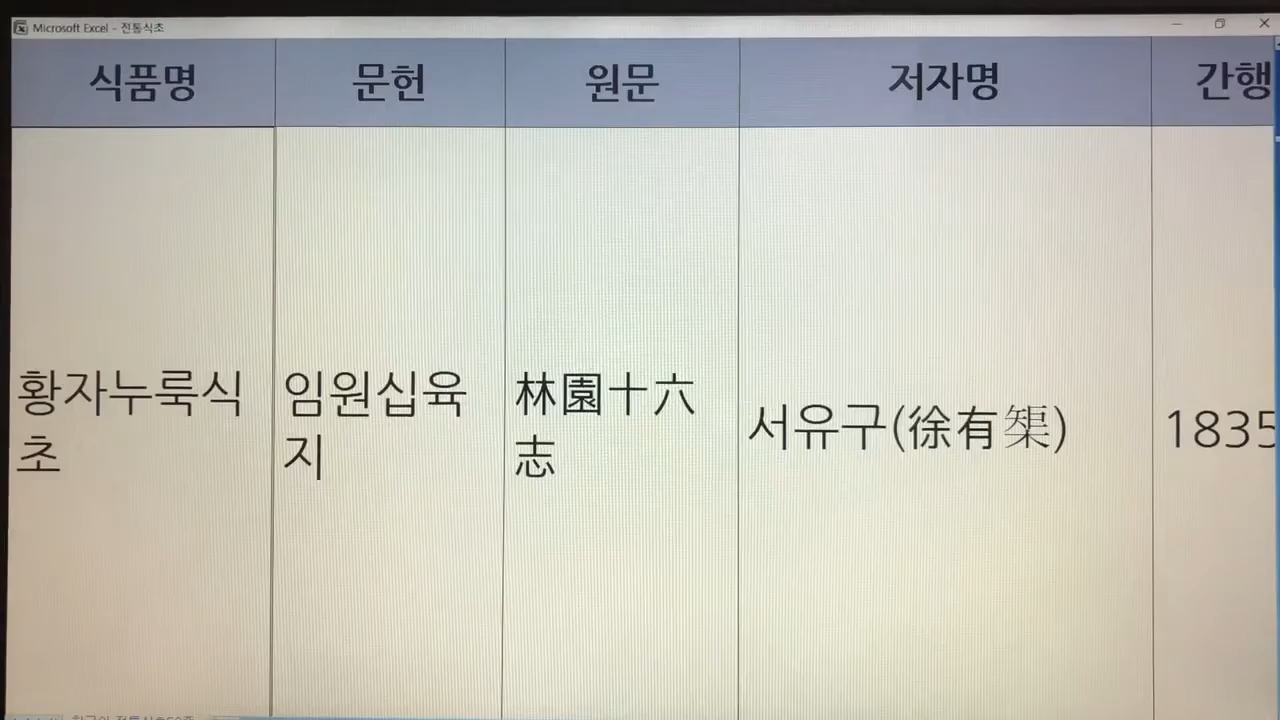 Microsoft Excel - 전통식초
식품명 문헌 원문 저자명 간행
황자누룩식 임원십육 林園十六 서유구(徐有榘) 1835
초 지 志